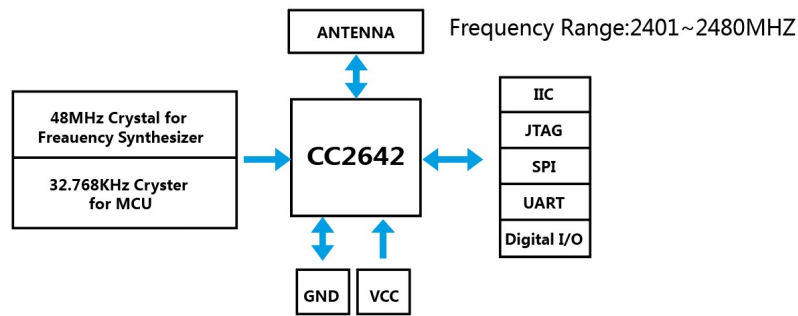 ANTENNA
Frequency Range:2401~2480MHZ
48MHz Crystal for
Freauency Synthesizer
32.768KHz Cryster
for MCU
CC2642
IIC
JTAG
SPI
UART
Digital I/O
GND
VCC